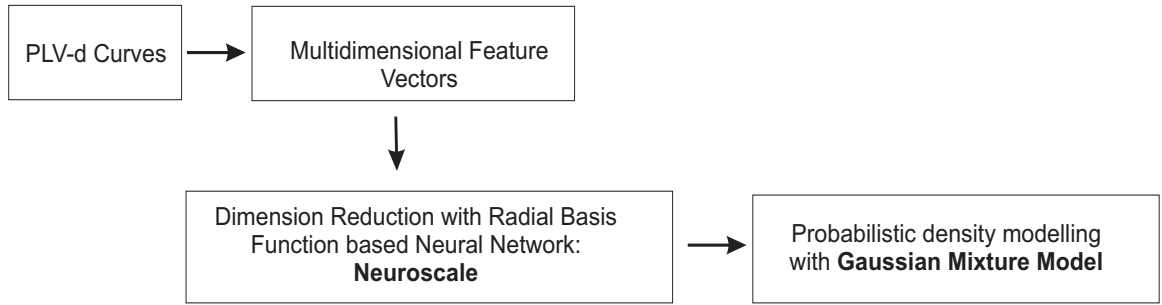 PLV-d Curves
Multidimensional Feature
Vectors
Dimension Reduction with Radial Basis
Function based Neural Network:
Neuroscale
Probabilistic density modelling
with Gaussian Mixture Model